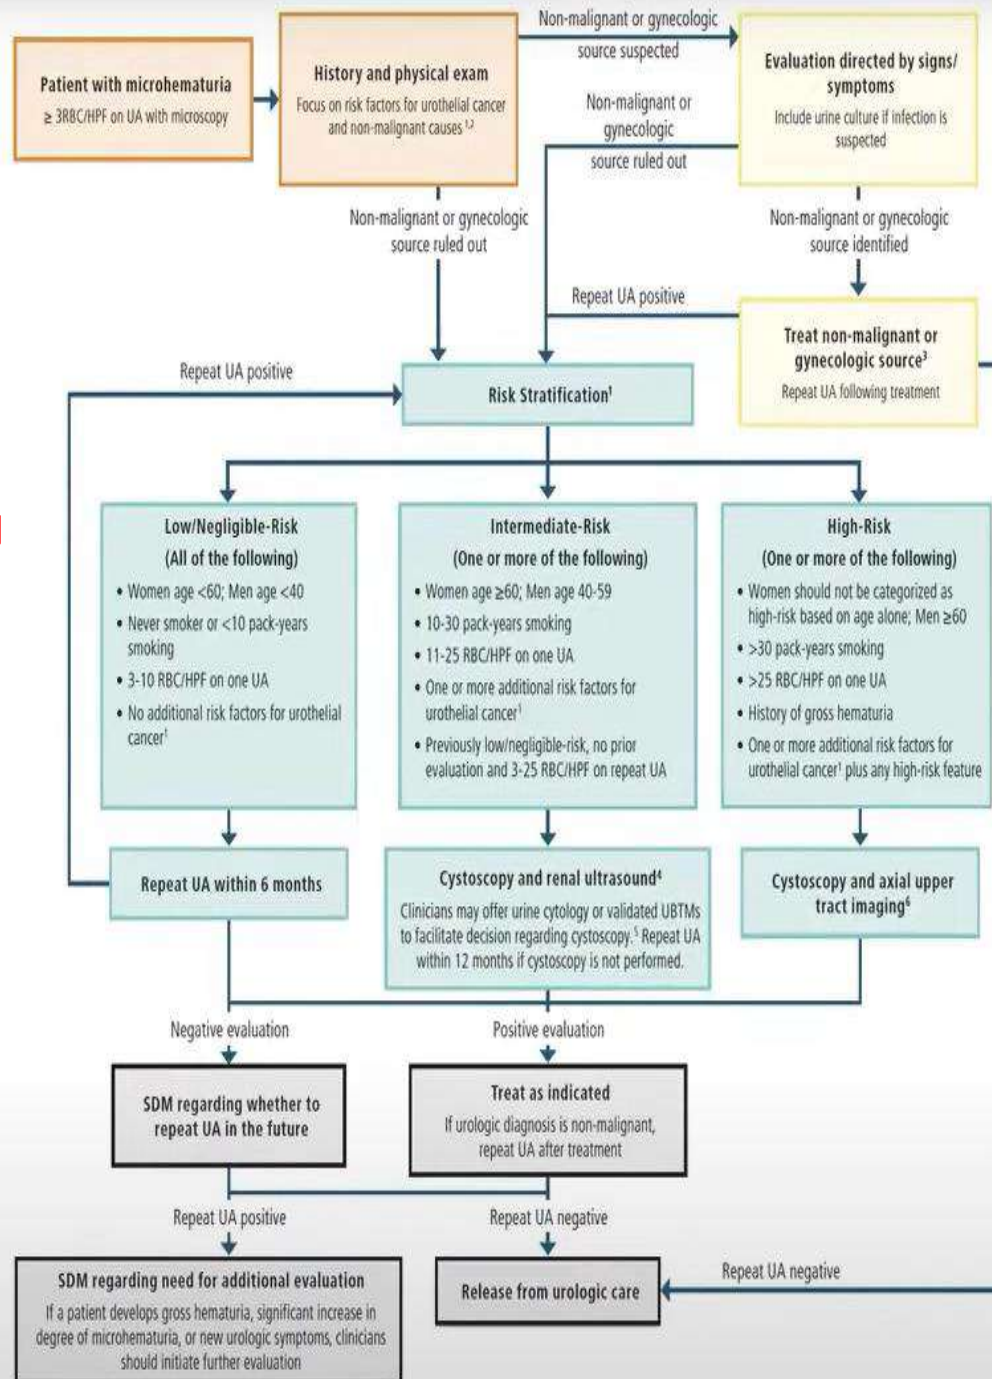 Patient with microhematuria
≥ 3RBC/HPF on UA with microscopy
History and physical exam
Focus on risk factors for urothelial cancer
and non-malignant causes 1,2
Non-malignant or gynecologic
source suspected
Evaluation directed by signs/
symptoms
Include urine culture if infection is
suspected
Non-malignant or
gynecologic
source ruled out
Non-malignant or gynecologic
source ruled out
Non-malignant or gynecologic
source identified
Repeat UA positive
Treat non-malignant or
gynecologic source3
Repeat UA following treatment
Repeat UA positive
Risk Stratification1
Low/Negligible-Risk
(All of the following)
• Women age <60; Men age <40
• Never smoker or <10 pack-years
smoking
• 3-10 RBC/HPF on one UA
• No additional risk factors for urothelial
cancer1
Intermediate-Risk
(One or more of the following)
• Women age ≥60; Men age 40-59
• 10-30 pack-years smoking
• 11-25 RBC/HPF on one UA
• One or more additional risk factors for
urothelial cancer1
• Previously low/negligible-risk, no prior
evaluation and 3-25 RBC/HPF on repeat UA
High-Risk
(One or more of the following)
• Women should not be categorized as
high-risk based on age alone; Men ≥60
• >30 pack-years smoking
• >25 RBC/HPF on one UA
• History of gross hematuria
• One or more additional risk factors for
urothelial cancer1 plus any high-risk feature
Repeat UA within 6 months
Cystoscopy and renal ultrasound4
Clinicians may offer urine cytology or validated UBTMs
to facilitate decision regarding cystoscopy.5 Repeat UA
within 12 months if cystoscopy is not performed.
Cystoscopy and axial upper
tract imaging6
Negative evaluation
Positive evaluation
SDM regarding whether to
repeat UA in the future
Treat as indicated
If urologic diagnosis is non-malignant,
repeat UA after treatment
Repeat UA positive
Repeat UA negative
SDM regarding need for additional evaluation
If a patient develops gross hematuria, significant increase in
degree of microhematuria, or new urologic symptoms, clinicians
should initiate further evaluation
Release from urologic care
Repeat UA negative